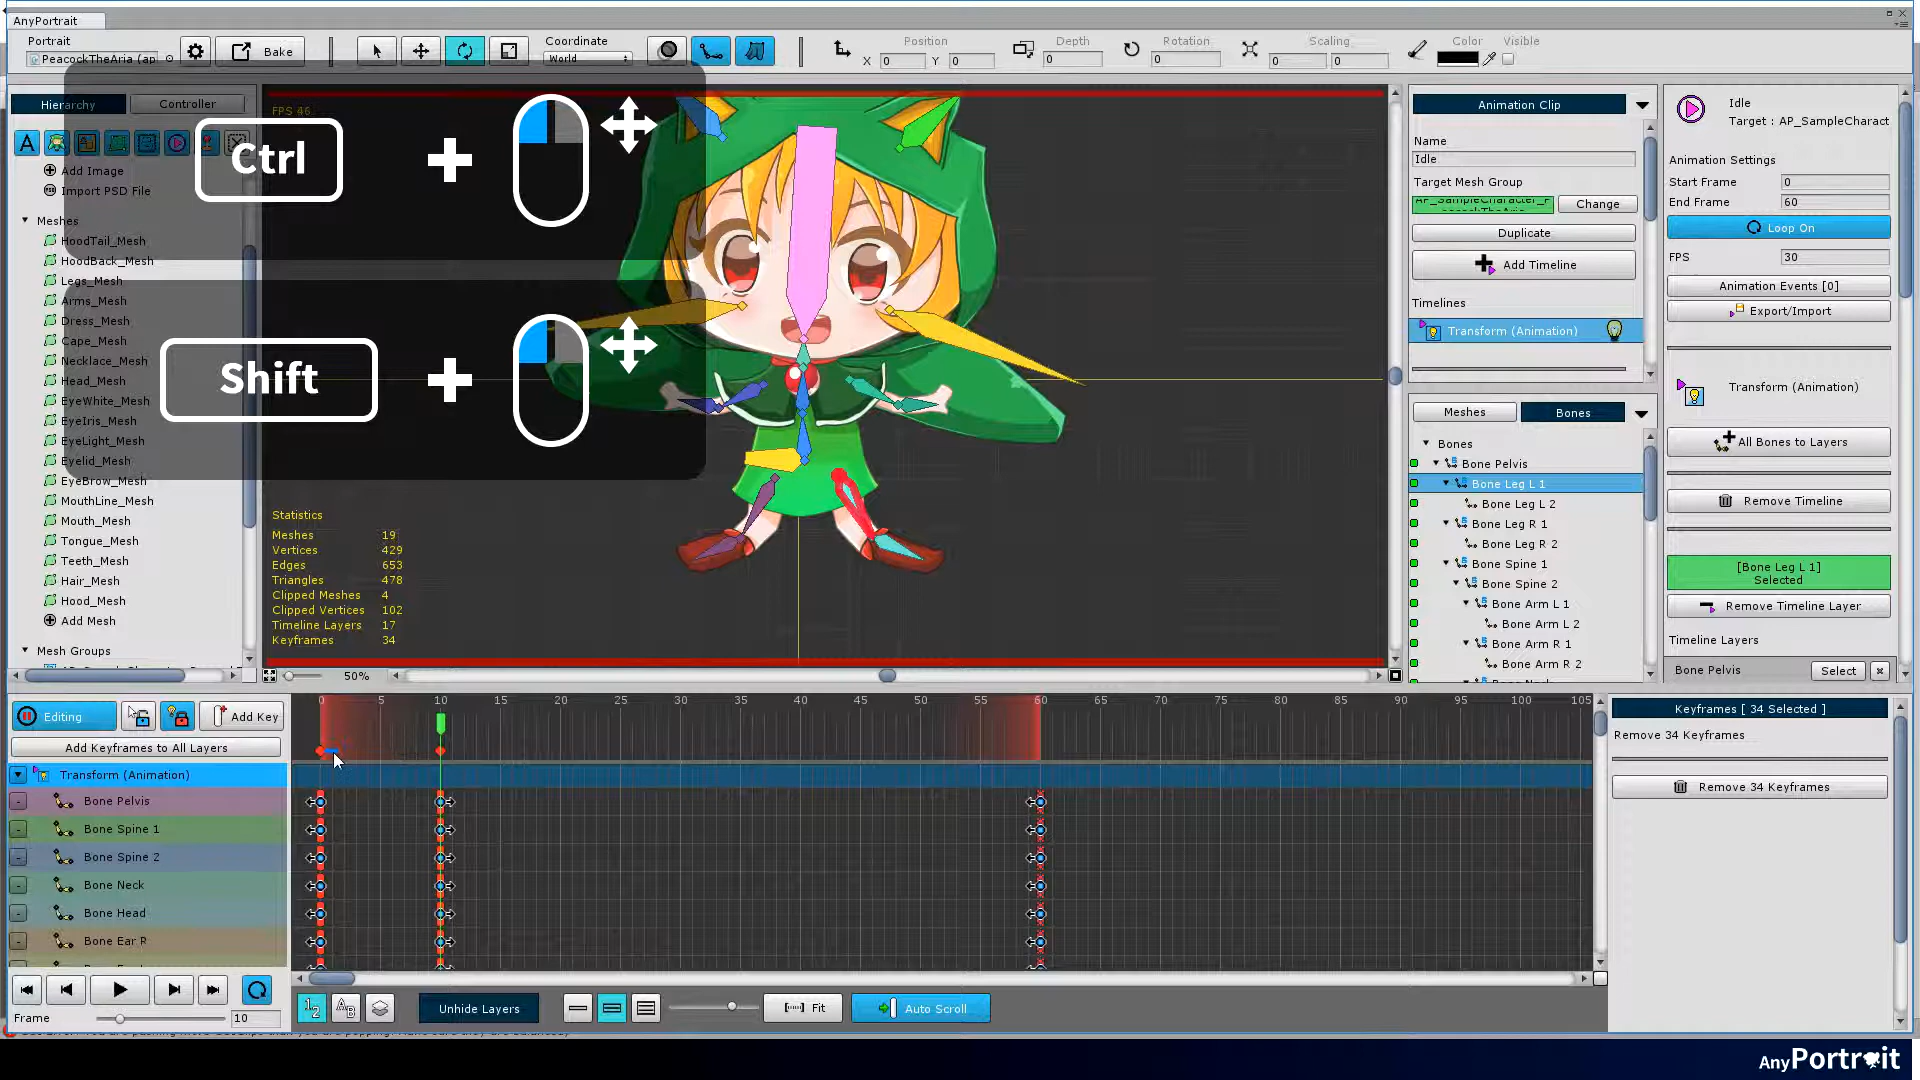 AnyPortrait
Portrait
PeacockTheAria (ap
Bake
Coordinate
World
Position
X 0 Y 0
Depth
0
Rotation
0
Scaling
0 0
Color
Visible
Hierarchy
Controller
FPS 46
Ctrl
Add Image
Import PSD File
Meshes
HoodTail_Mesh
HoodBack_Mesh
Legs_Mesh
Arms_Mesh
Dress_Mesh
Cape_Mesh
Necklace_Mesh
Head_Mesh
EyeWhite_Mesh
EyeIris_Mesh
EyeLight_Mesh
Eyelid_Mesh
EyeBrow_Mesh
MouthLine_Mesh
Mouth_Mesh
Tongue_Mesh
Teeth_Mesh
Hair_Mesh
Hood_Mesh
Add Mesh
Mesh Groups
Shift
Statistics
Meshes 19
Vertices 429
Edges 653
Triangles 478
Clipped Meshes 4
Clipped Vertices 102
Timeline Layers 17
Keyframes 34
50%
Animation Clip
Name
Idle
Target Mesh Group
Change
Duplicate
Add Timeline
Timelines
Transform (Animation)
Meshes
Bones
Bones
Bone Pelvis
Bone Leg L 1
Bone Leg L 2
Bone Leg R 1
Bone Leg R 2
Bone Spine 1
Bone Spine 2
Bone Arm L 1
Bone Arm L 2
Bone Arm R 1
Bone Arm R 2
Idle
Target : AP_SampleCharact
Animation Settings
Start Frame 0
End Frame 60
Loop On
FPS 30
Animation Events [0]
Export/Import
Transform (Animation)
All Bones to Layers
Remove Timeline
[Bone Leg L 1]
Selected
Remove Timeline Layer
Timeline Layers
Bone Pelvis
Select
Editing
Add Key
Add Keyframes to All Layers
Transform (Animation)
Bone Pelvis
Bone Spine 1
Bone Spine 2
Bone Neck
Bone Head
Bone Ear R
Frame 10
0 5 10 15 20 25 30 35 40 45 50 55 60 65 70 75 80 85 90 95 100 105
Unhide Layers
Fit
Auto Scroll
Keyframes [ 34 Selected ]
Remove 34 Keyframes
Remove 34 Keyframes
AnyPortrait